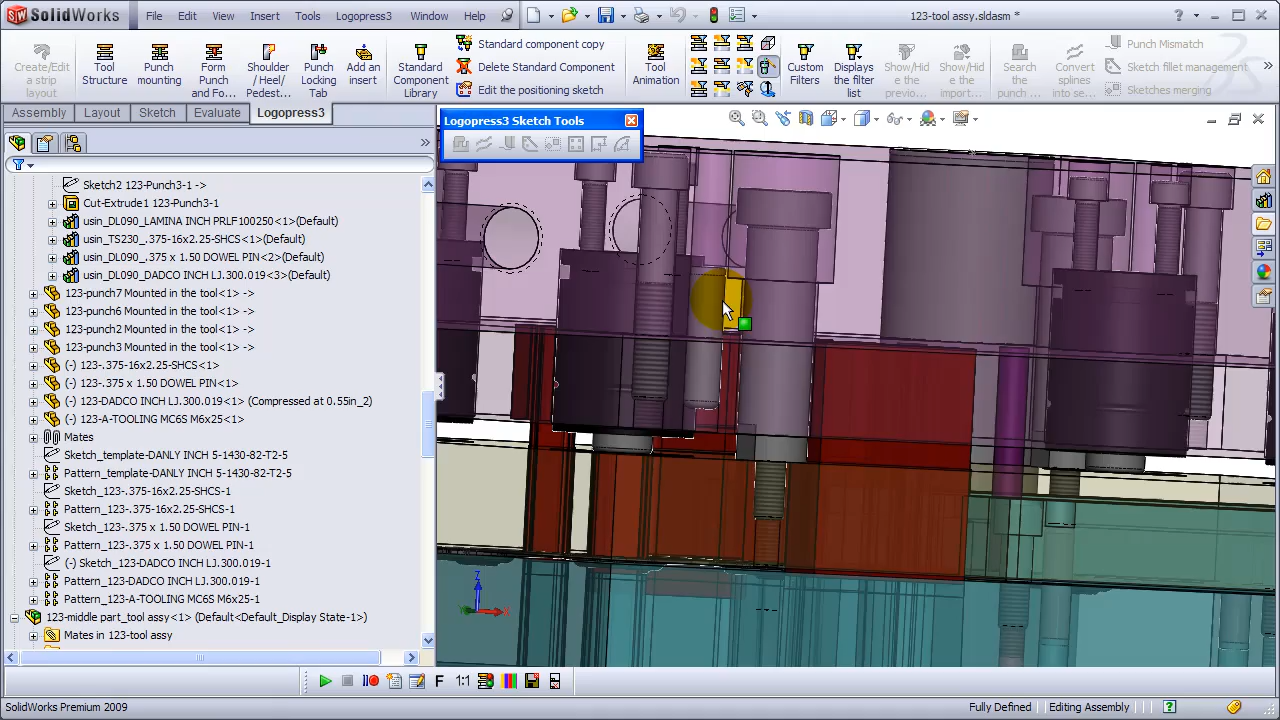 SolidWorks
File Edit View Insert Logopress3 Window Help
123-tool assy.sldasm *
Create/Edit a strip layout
Tool Structure
Punch mounting
Form Punch and Fo...
Shoulder /Heel/ Pedest...
Punch Locking Tab
Add an insert
Standard Component Library
Standard component copy
Delete Standard Component
Edit the positioning sketch
Tool Animation
Custom Filters
Displays the filter list
Show/Hid e the previo...
Show/Hid e the import...
Search the punch ...
Convert splines into se...
Punch Mismatch
Sketch fillet management
Sketches merging
Assembly Layout Sketch Evaluate Logopress3
Logopress3 Sketch Tools
Sketch2 123-Punch3-1 ->
Cut-Extrude1 123-Punch3-1
usin_DL090_LAMINA INCH PRLF100250<1>(Default)
usin_TS230_.375-16x2.25-SHCS<1>(Default)
usin_DL090_.375 x 1.50 DOWEL PIN<2>(Default)
usin_DL090_DADCO INCH LJ.300.019<3>(Default)
123-punch7 Mounted in the tool<1> ->
123-punch6 Mounted in the tool<1> ->
123-punch2 Mounted in the tool<1> ->
123-punch3 Mounted in the tool<1> ->
(-) 123-.375-16x2.25-SHCS<1>
(-) 123-.375 x 1.50 DOWEL PIN<1>
(-) 123-DADCO INCH LJ.300.019<1> (Compressed at 0.55in_2)
(-) 123-A-TOOLING MC6S M6x25<1>
Mates
Sketch_template-DANLY INCH 5-1430-82-T2-5
Pattern_template-DANLY INCH 5-1430-82-T2-5
Sketch_123-.375-16x2.25-SHCS-1
Pattern_123-.375-16x2.25-SHCS-1
Sketch_123-.375 x 1.50 DOWEL PIN-1
Pattern_123-.375 x 1.50 DOWEL PIN-1
(-) Sketch_123-DADCO INCH LJ.300.019-1
Pattern_123-DADCO INCH LJ.300.019-1
Pattern_123-A-TOOLING MC6S M6x25-1
123-middle part_tool assy<1> (Default<Default_Display State-1>)
Mates in 123-tool assy
Z
Y
X
F
1:1
SolidWorks Premium 2009
Fully Defined
Editing Assembly